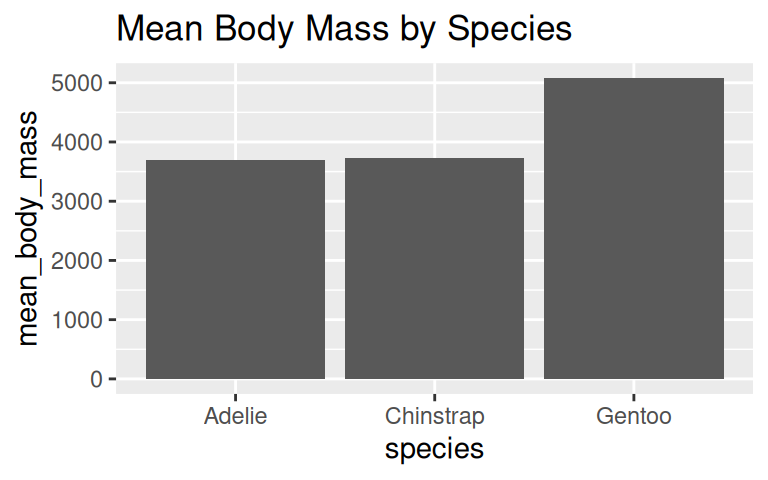 Mean Body Mass by Species
mean_body_mass
5000
4000
3000
2000
1000
0
Adelie Chinstrap Gentoo
species